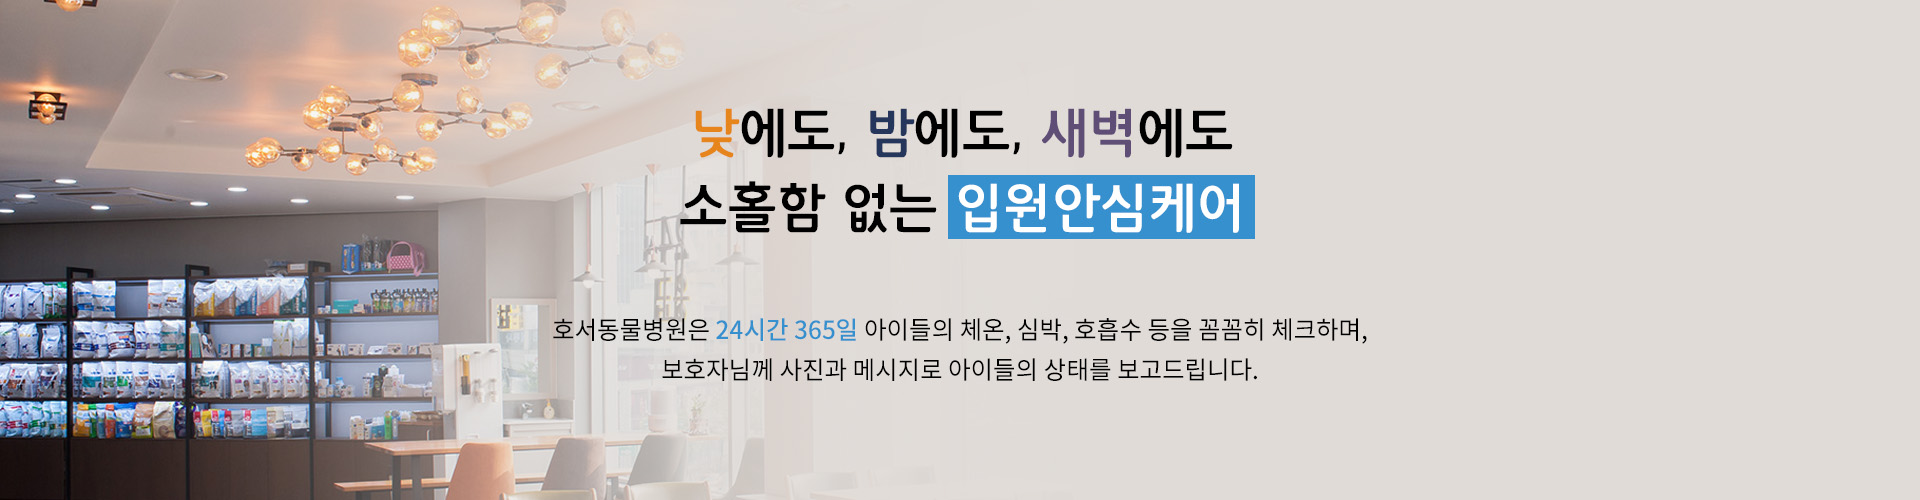 낮에도, 밤에도, 새벽에도
소홀함 없는 입원안심케어
호서동물병원은 24시간 365일 아이들의 체온, 심박, 호흡수 등을 꼼꼼히 체크하며,
보호자님께 사진과 메시지로 아이들의 상태를 보고드립니다.